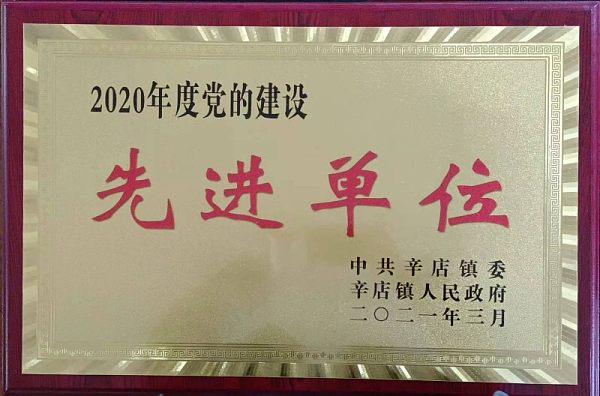 2020年度党的建设
先进单位
中共辛店镇委
辛店镇人民政府
二〇二一年三月